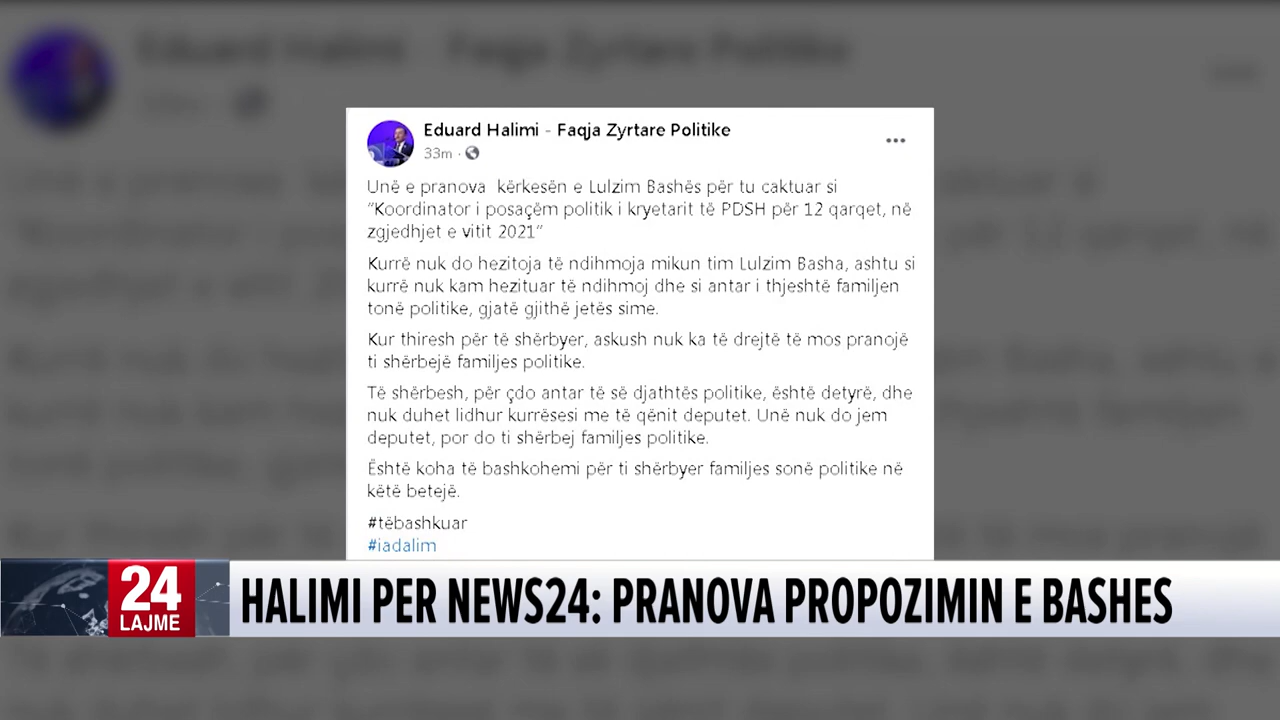 Eduard Halimi - Faqja Zyrtare Politike
Eduard Halimi - Faqja Zyrtare Politike
33m ·
Unë e pranova kërkesën e Lulzim Bashës për tu caktuar si
“Koordinator i posaçëm politik i kryetarit të PDSH për 12 qarqet, në
zgjedhjet e vitit 2021”
Kurrë nuk do hezitoja të ndihmoja mikun tim Lulzim Basha, ashtu si
kurrë nuk kam hezituar të ndihmoj dhe si antar i thjeshtë familjen
tonë politike, gjatë gjithë jetës sime.
Kur thiresh për të shërbyer, askush nuk ka të drejtë të mos pranojë
ti shërbejë familjes politike.
Të shërbesh, për çdo antar të së djathtës politike, është detyrë, dhe
nuk duhet lidhur kurrësesi me të qënit deputet. Unë nuk do jem
deputet, por do ti shërbej familjes politike.
Është koha të bashkohemi për ti shërbyer familjes sonë politike në
këtë betejë.
#tëbashkuar
#iadalim
24
LAJME
HALIMI PER NEWS24: PRANOVA PROPOZIMIN E BASHES